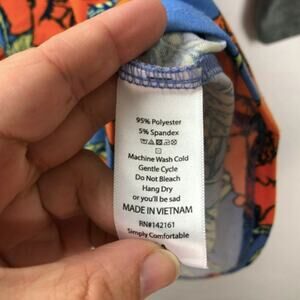 95% Polyester
5% Spandex
Machine Wash Cold
Gentle Cycle
Do Not Bleach
Hang Dry
or you'll be sad
MADE IN VIETNAM
RN#142161
Simply Comfortable